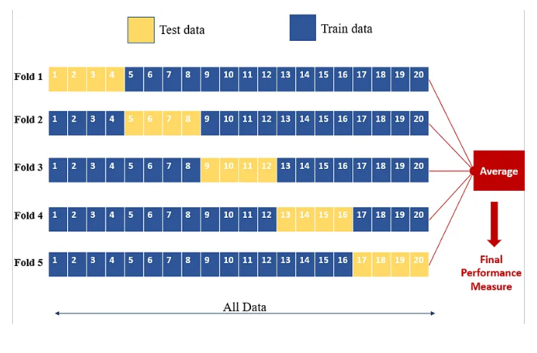 Test data
Train data
Fold 1 1 2 3 4 5 6 7 8 9 10 11 12 13 14 15 16 17 18 19 20
Fold 2 1 2 3 4 5 6 7 8 9 10 11 12 13 14 15 16 17 18 19 20
Fold 3 1 2 3 4 5 6 7 8 9 10 11 12 13 14 15 16 17 18 19 20
Fold 4 1 2 3 4 5 6 7 8 9 10 11 12 13 14 15 16 17 18 19 20
Fold 5 1 2 3 4 5 6 7 8 9 10 11 12 13 14 15 16 17 18 19 20
Average
Final
Performance
Measure
All Data